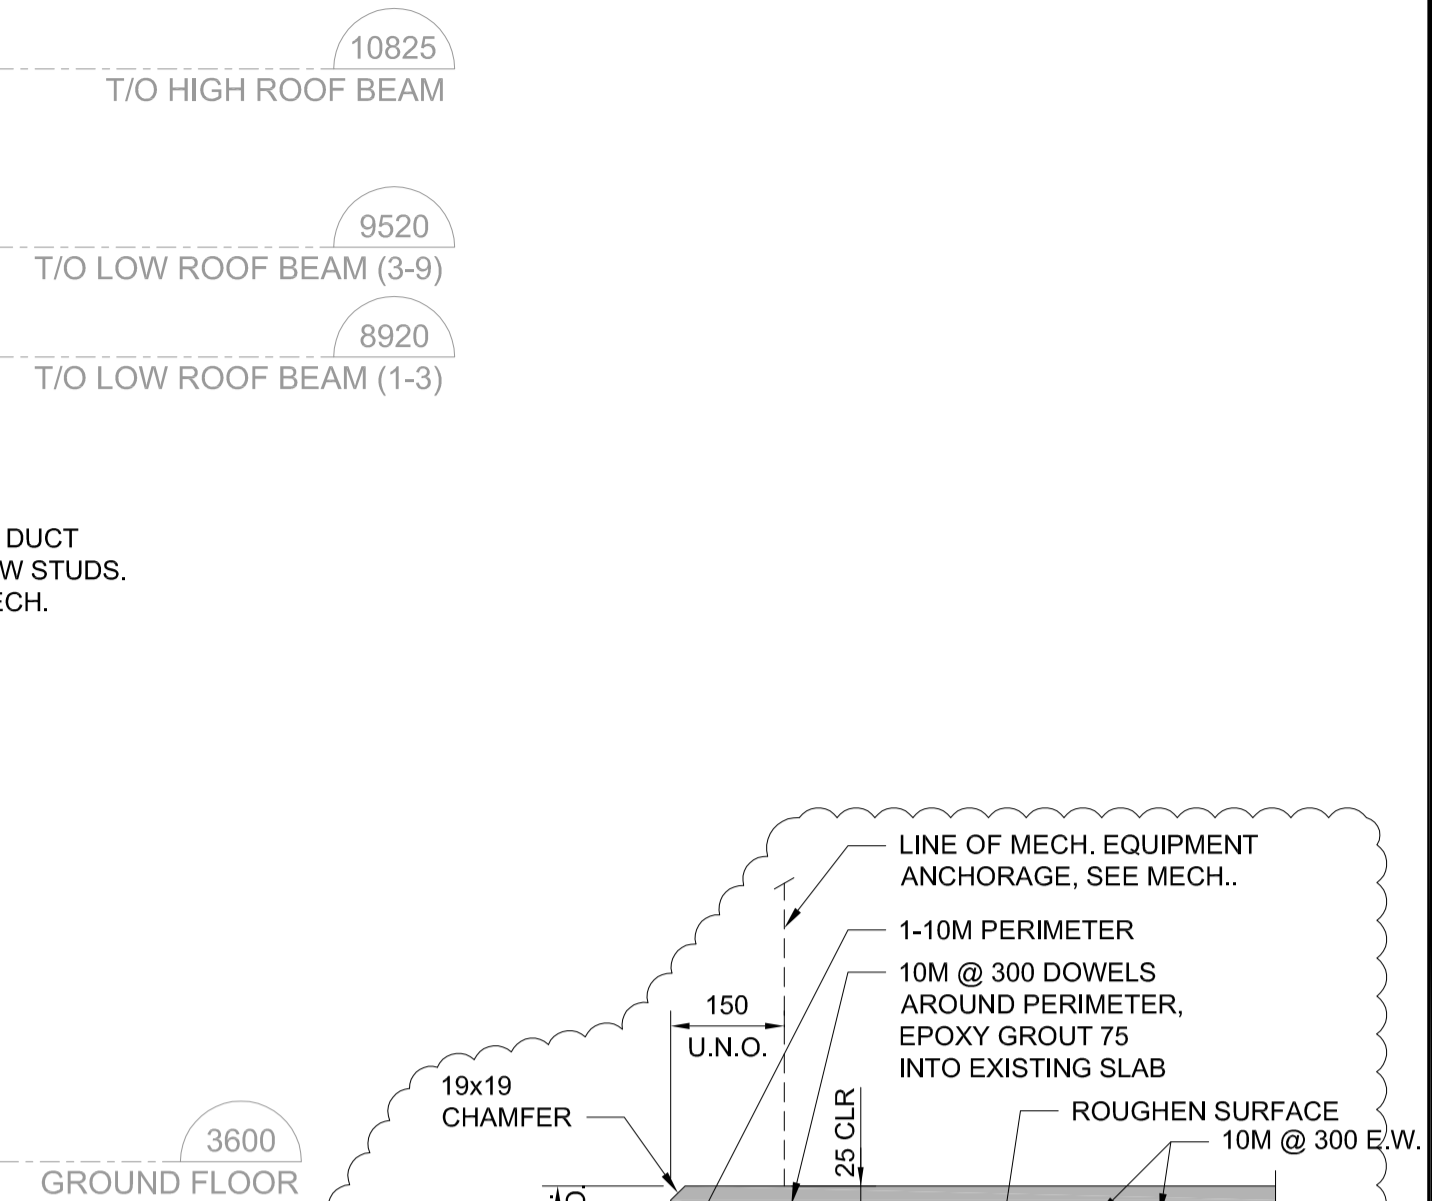 10825
T/O HIGH ROOF BEAM
9520
T/O LOW ROOF BEAM (3-9)
8920
T/O LOW ROOF BEAM (1-3)
DUCT
W STUDS.
ECH.
LINE OF MECH. EQUIPMENT
ANCHORAGE, SEE MECH..
1-10M PERIMETER
10M @ 300 DOWELS
AROUND PERIMETER,
EPOXY GROUT 75
INTO EXISTING SLAB
150
U.N.O.
19x19
CHAMFER
25 CLR
ROUGHEN SURFACE
10M @ 300 E.W.
3600
GROUND FLOOR